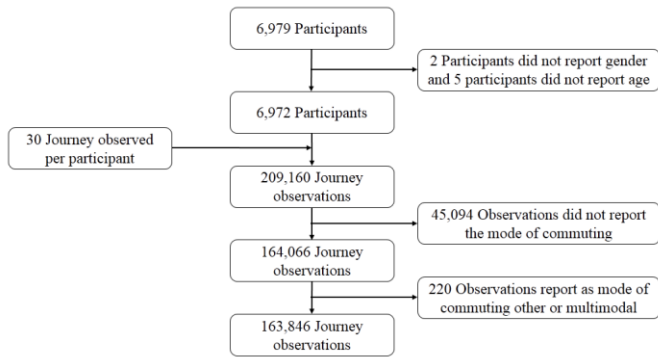 6,979 Participants
2 Participants did not report gender
and 5 participants did not report age
6,972 Participants
30 Journey observed
per participant
209,160 Journey
observations
45,094 Observations did not report
the mode of commuting
164,066 Journey
observations
220 Observations report as mode of
commuting other or multimodal
163,846 Journey
observations